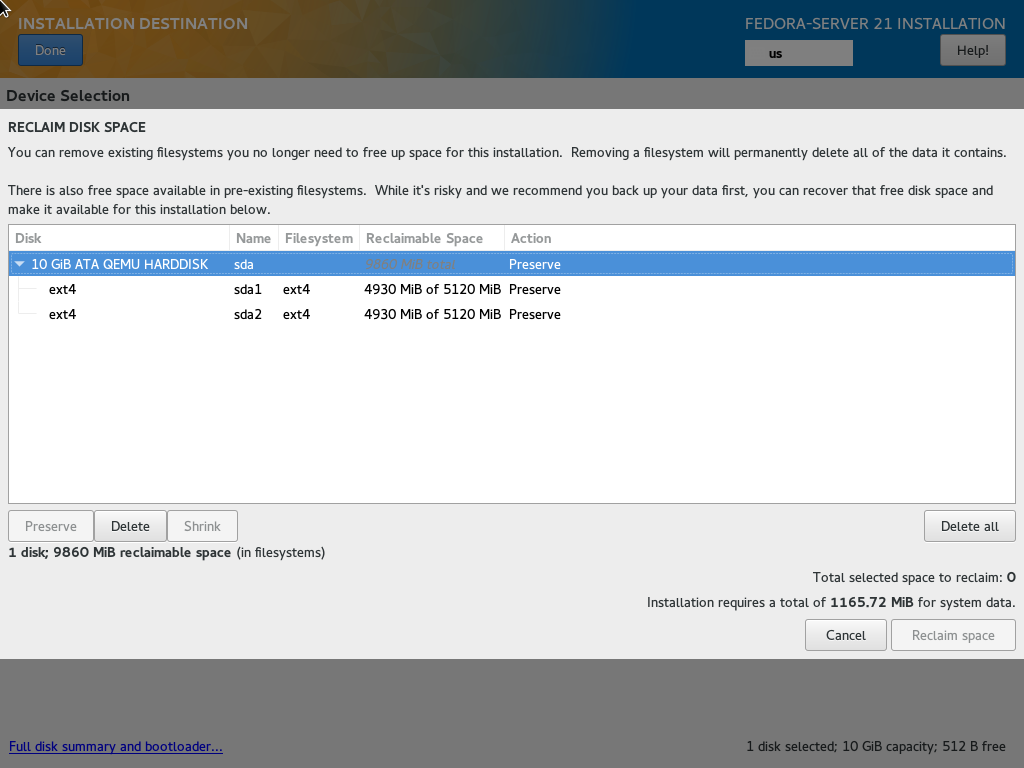 INSTALLATION DESTINATION
FEDORA-SERVER 21 INSTALLATION
Done
us
Help!
Device Selection
RECLAIM DISK SPACE
You can remove existing filesystems you no longer need to free up space for this installation.  Removing a filesystem will permanently delete all of the data it contains.
There is also free space available in pre-existing filesystems.  While it's risky and we recommend you back up your data first, you can recover that free disk space and
make it available for this installation below.
Disk Name Filesystem Reclaimable Space Action
10 GiB ATA QEMU HARDDISK sda 9860 MiB total Preserve
ext4 sda1 ext4 4930 MiB of 5120 MiB Preserve
ext4 sda2 ext4 4930 MiB of 5120 MiB Preserve
Preserve Delete Shrink Delete all
1 disk; 9860 MiB reclaimable space (in filesystems)
Total selected space to reclaim: 0
Installation requires a total of 1165.72 MiB for system data.
Cancel Reclaim space
Full disk summary and bootloader...
1 disk selected; 10 GiB capacity; 512 B free